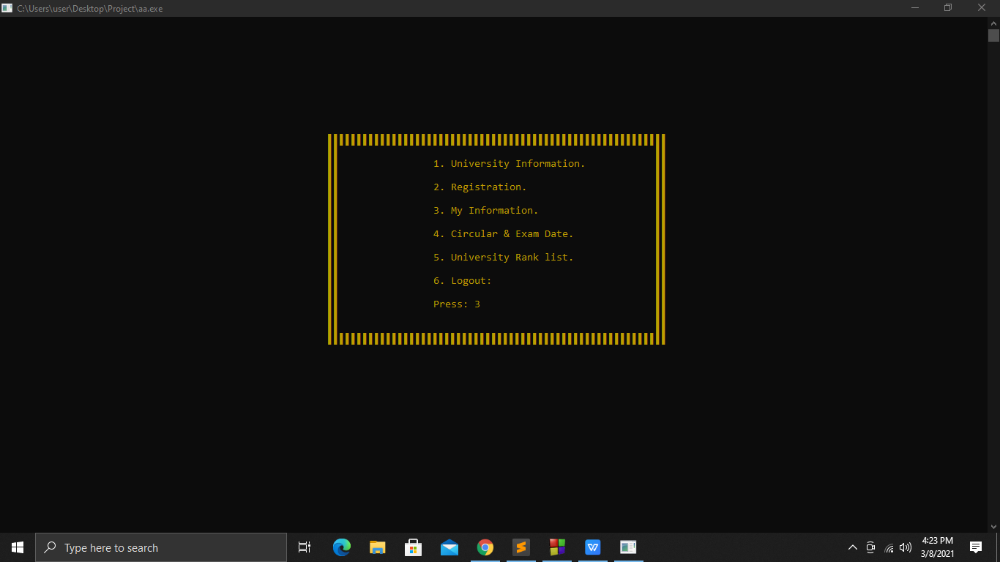 C:\Users\user\Desktop\Project\aa.exe
1. University Information.
2. Registration.
3. My Information.
4. Circular & Exam Date.
5. University Rank list.
6. Logout:
Press: 3
Type here to search
4:23 PM
3/8/2021